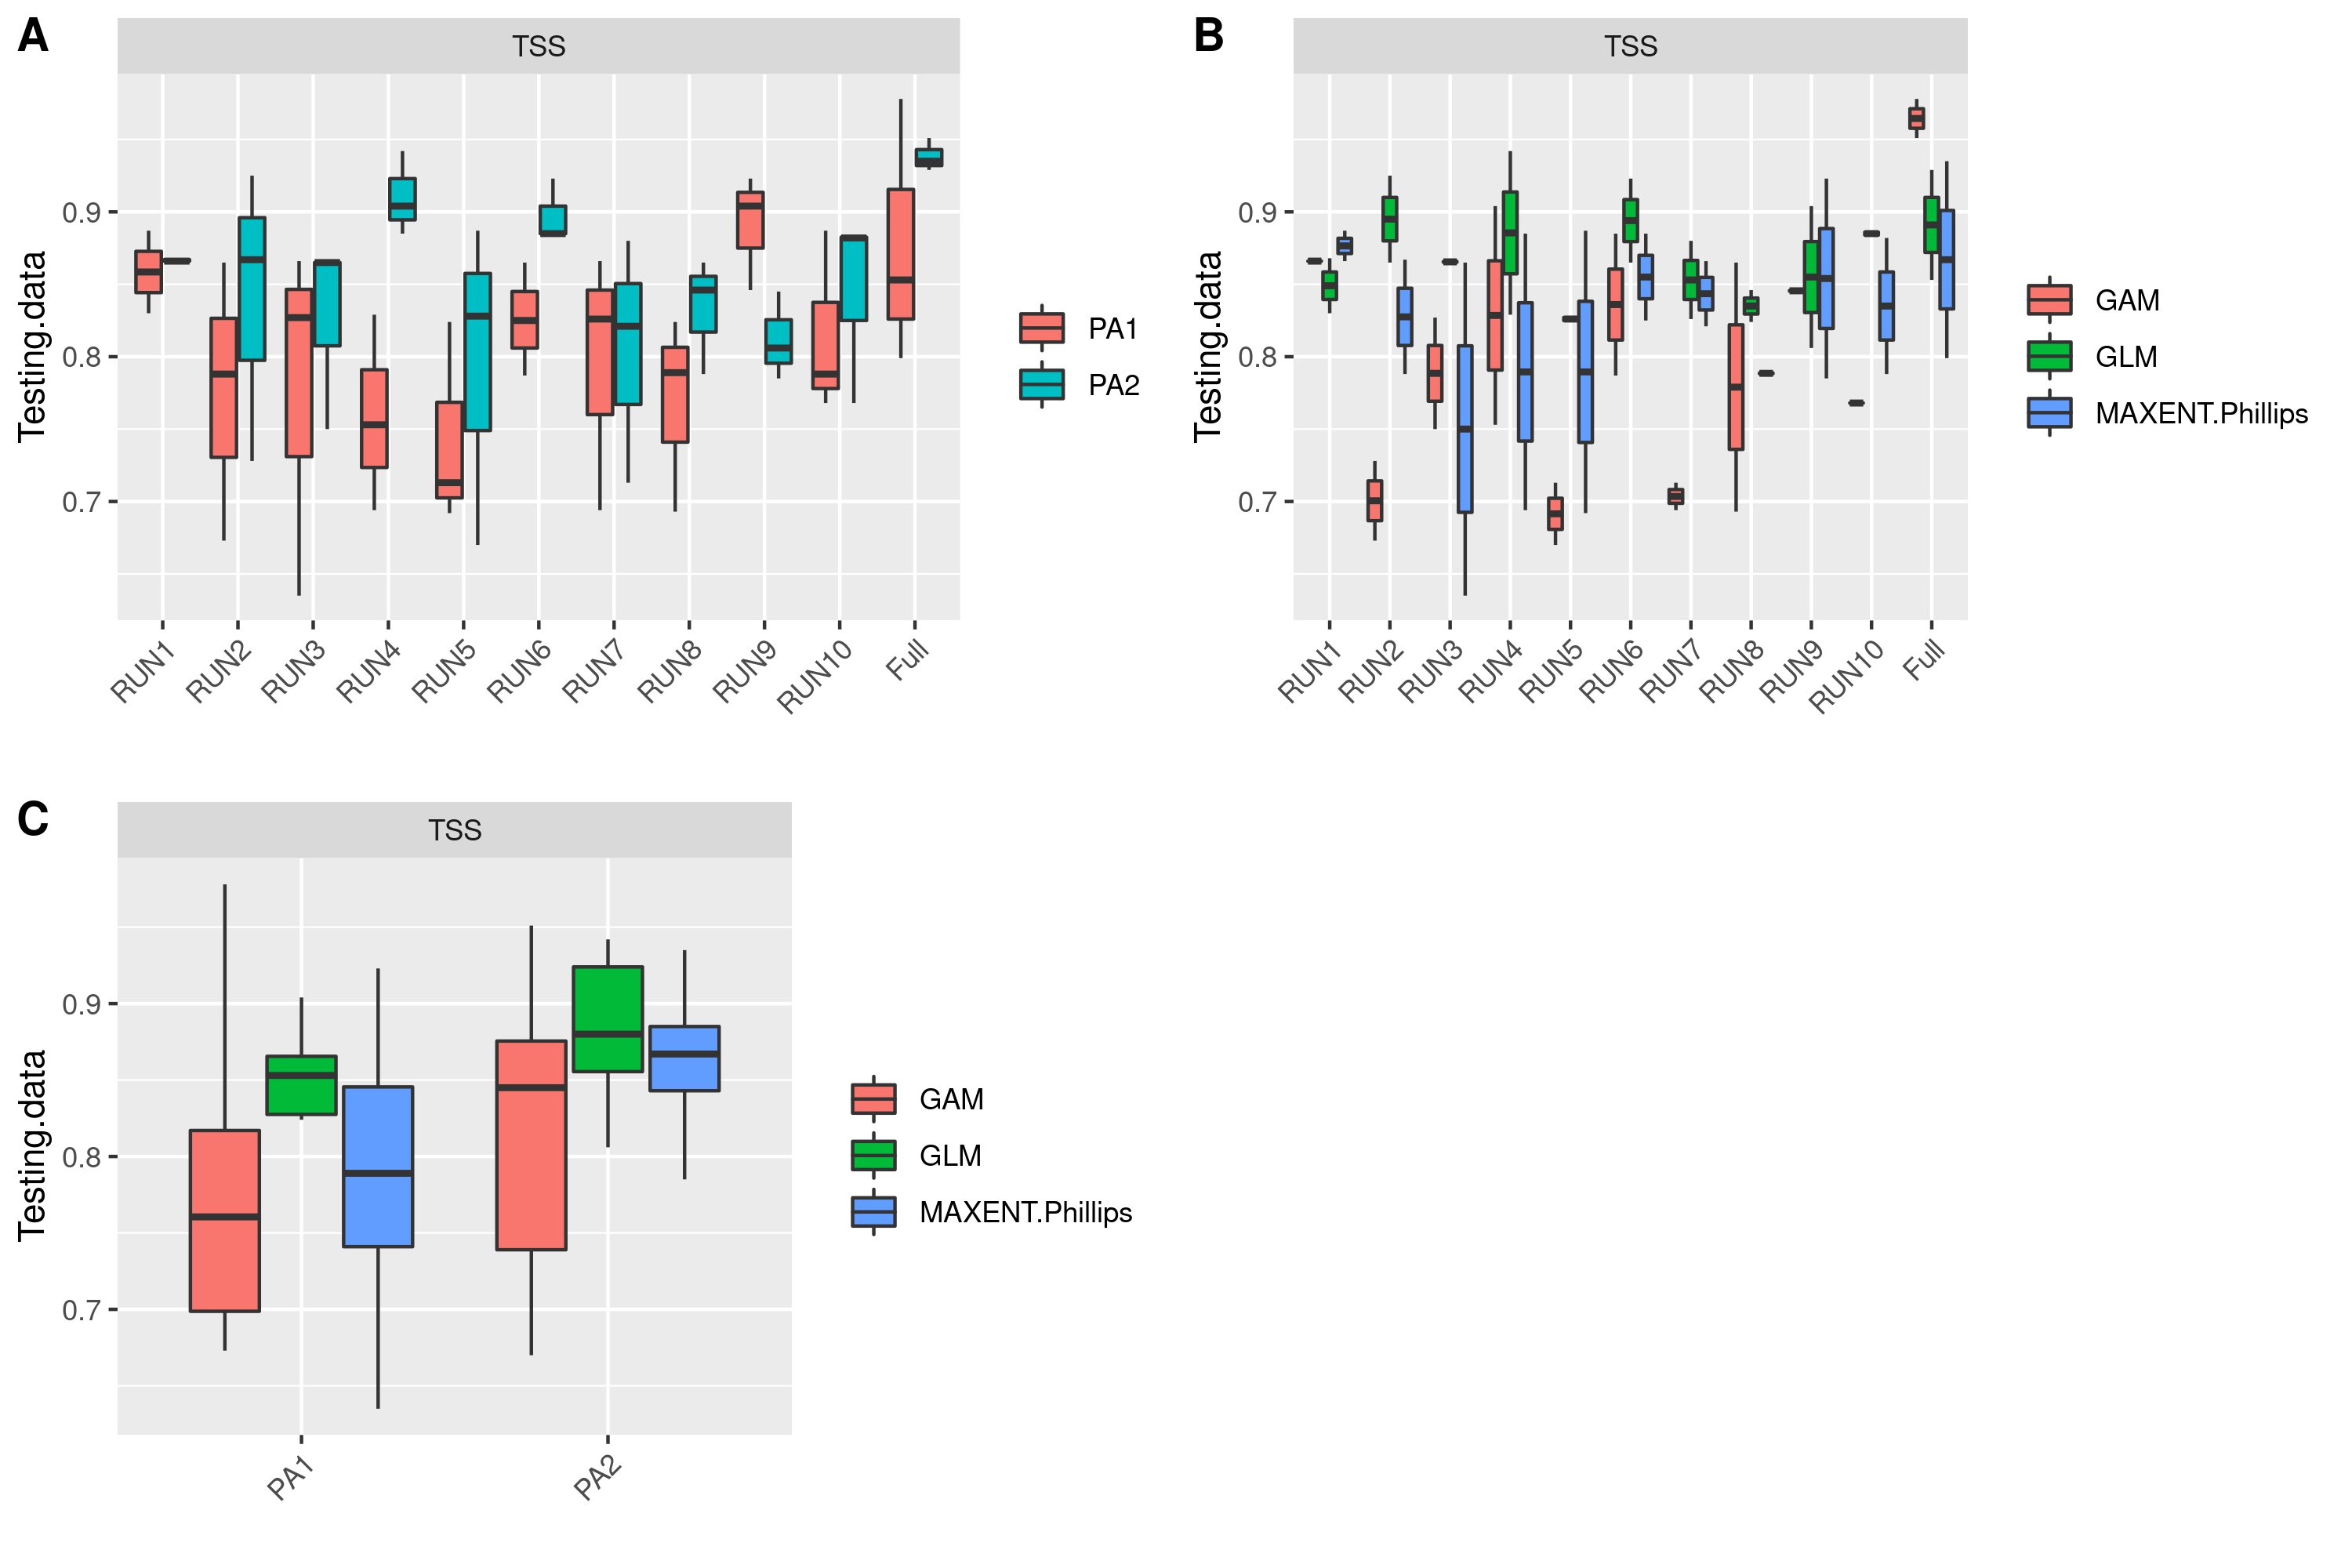 A
TSS
Testing.data
0.9
0.8
0.7
RUN1
RUN2
RUN3
RUN4
RUN5
RUN6
RUN7
RUN8
RUN9
RUN10
Full
PA1
PA2
B
TSS
Testing.data
0.9
0.8
0.7
RUN1
RUN2
RUN3
RUN4
RUN5
RUN6
RUN7
RUN8
RUN9
RUN10
Full
GAM
GLM
MAXENT.Phillips
C
TSS
Testing.data
0.9
0.8
0.7
PA1
PA2
GAM
GLM
MAXENT.Phillips